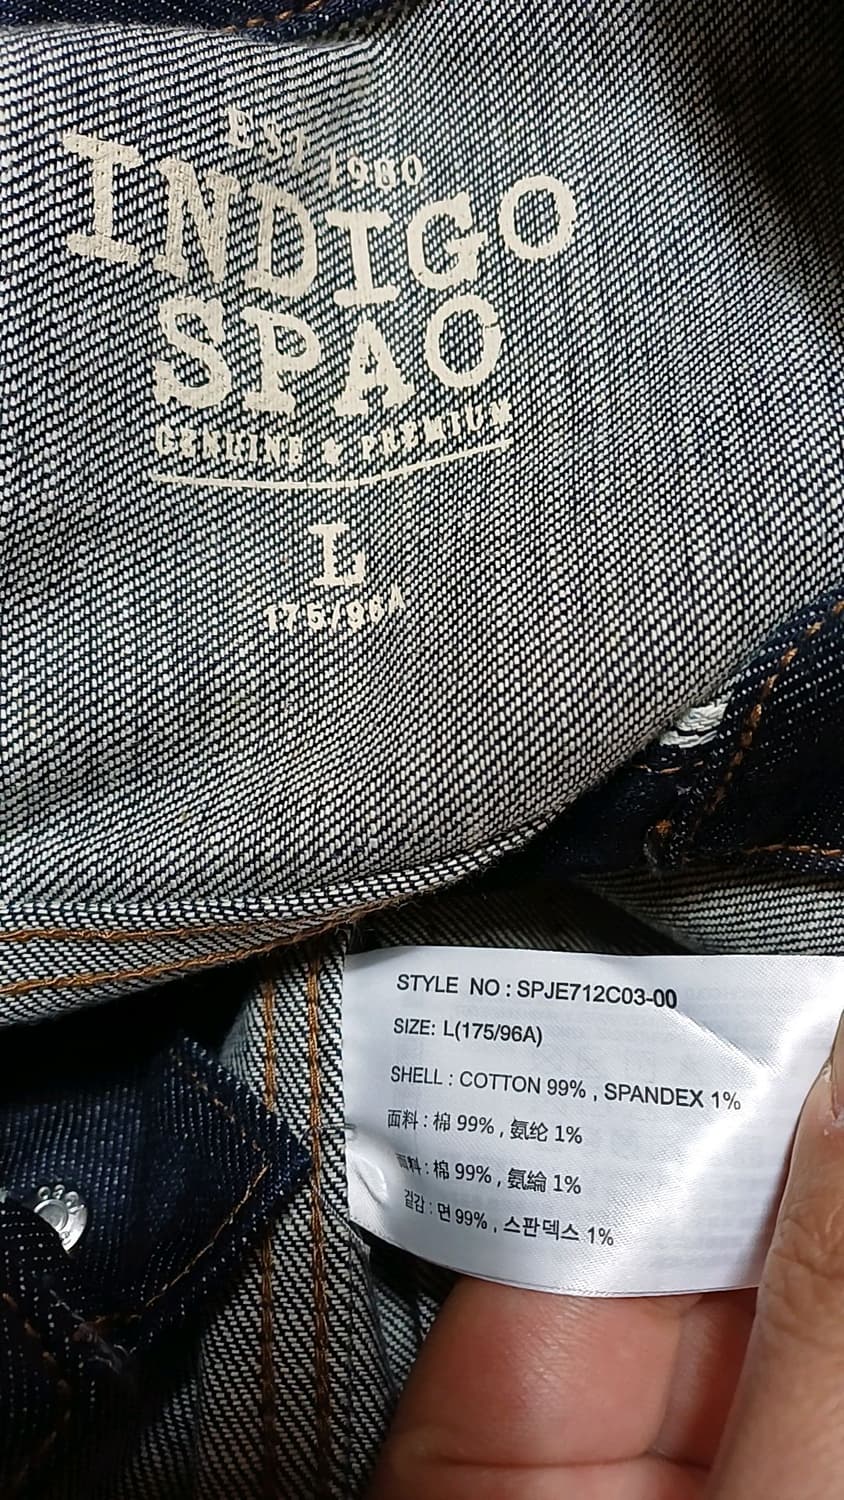 EST 1980
INDIGO
SPAO
GENUINE & PREMIUM
L
175/96A
STYLE NO : SPJE712C03-00
SIZE: L(175/96A)
SHELL : COTTON 99% , SPANDEX 1%
面料 : 棉 99% , 氨纶 1%
面料 : 棉 99% , 氨綸 1%
겉감 : 면 99% , 스판덱스 1%